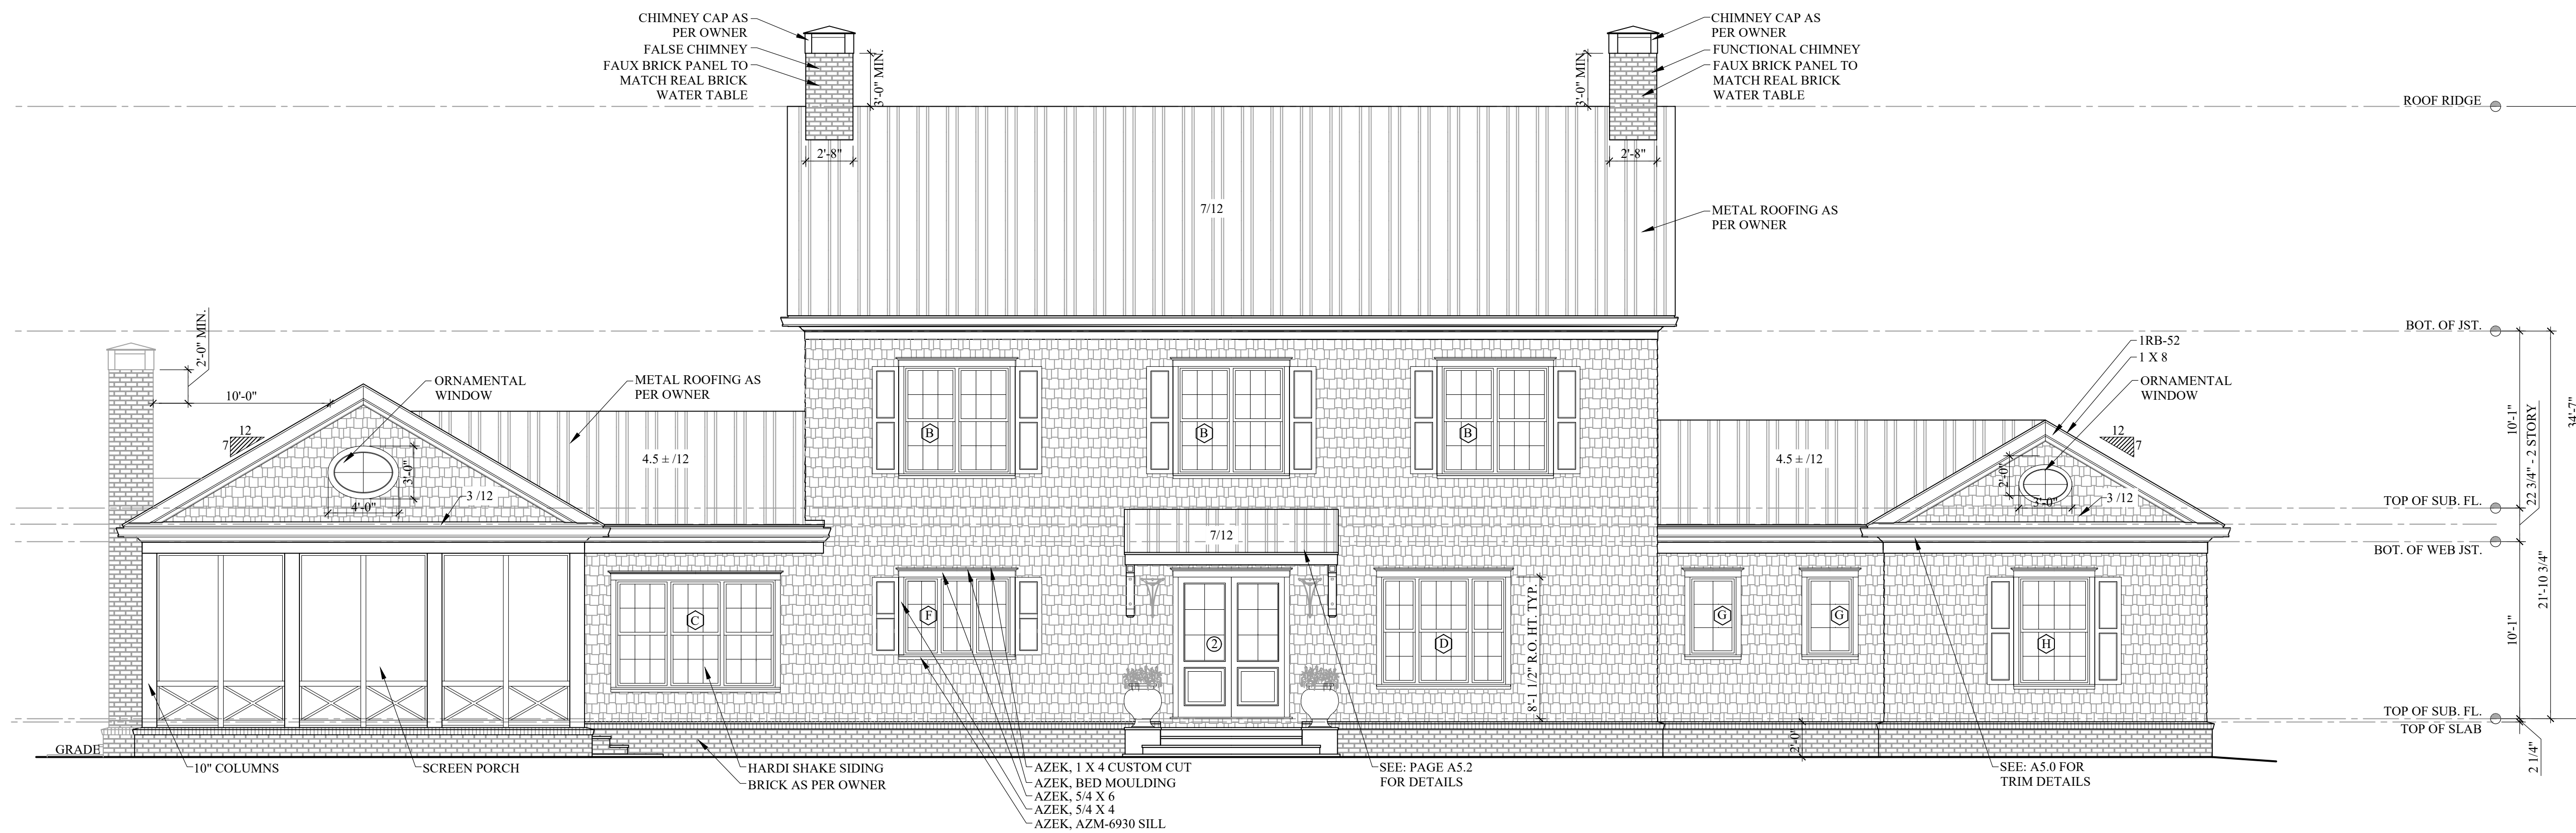 CHIMNEY CAP AS
PER OWNER
FALSE CHIMNEY
FAUX BRICK PANEL TO
MATCH REAL BRICK
WATER TABLE
3'-0" MIN.
2'-8"
CHIMNEY CAP AS
PER OWNER
FUNCTIONAL CHIMNEY
FAUX BRICK PANEL TO
MATCH REAL BRICK
WATER TABLE
3'-0" MIN.
2'-8"
ROOF RIDGE
7/12
METAL ROOFING AS
PER OWNER
BOT. OF JST.
2'-0" MIN.
10'-0"
ORNAMENTAL
WINDOW
METAL ROOFING AS
PER OWNER
12
7
3'-0"
4'-0"
3 /12
4.5 ± /12
B
B
B
7/12
4.5 ± /12
1RB-52
1 X 8
ORNAMENTAL
WINDOW
12
7
2'-0"
3'-0"
3 /12
TOP OF SUB. FL.
BOT. OF WEB JST.
10'-1"
22 3/4" - 2 STORY
34'-7"
21'-10 3/4"
10'-1"
C
F
2
D
8'-1 1/2" R.O. HT. TYP.
G
G
H
TOP OF SUB. FL.
TOP OF SLAB
2 1/4"
2'-0"
GRADE
10" COLUMNS
SCREEN PORCH
HARDI SHAKE SIDING
BRICK AS PER OWNER
AZEK, 1 X 4 CUSTOM CUT
AZEK, BED MOULDING
AZEK, 5/4 X 6
AZEK, 5/4 X 4
AZEK, AZM-6930 SILL
SEE: PAGE A5.2
FOR DETAILS
SEE: A5.0 FOR
TRIM DETAILS